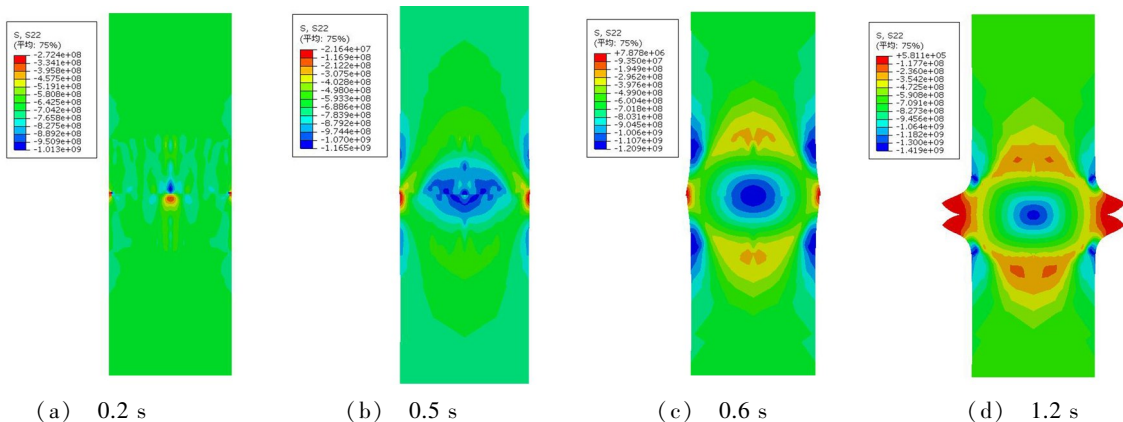 S, S22
(平均: 75%)
-2.724e+08
-3.341e+08
-3.958e+08
-4.575e+08
-5.191e+08
-5.808e+08
-6.425e+08
-7.042e+08
-7.658e+08
-8.275e+08
-8.892e+08
-9.509e+08
-1.013e+09
S, S22
(平均: 75%)
-2.164e+07
-1.169e+08
-2.122e+08
-3.075e+08
-4.028e+08
-4.980e+08
-5.933e+08
-6.886e+08
-7.839e+08
-8.792e+08
-9.744e+08
-1.070e+09
-1.165e+09
S, S22
(平均: 75%)
+7.878e+06
-9.350e+07
-1.949e+08
-2.962e+08
-3.976e+08
-4.990e+08
-6.004e+08
-7.018e+08
-8.031e+08
-9.045e+08
-1.006e+09
-1.107e+09
-1.209e+09
S, S22
(平均: 75%)
+5.811e+05
-1.177e+08
-2.360e+08
-3.542e+08
-4.725e+08
-5.908e+08
-7.091e+08
-8.273e+08
-9.456e+08
-1.064e+09
-1.182e+09
-1.300e+09
-1.419e+09
(a) 0.2 s
(b) 0.5 s
(c) 0.6 s
(d) 1.2 s